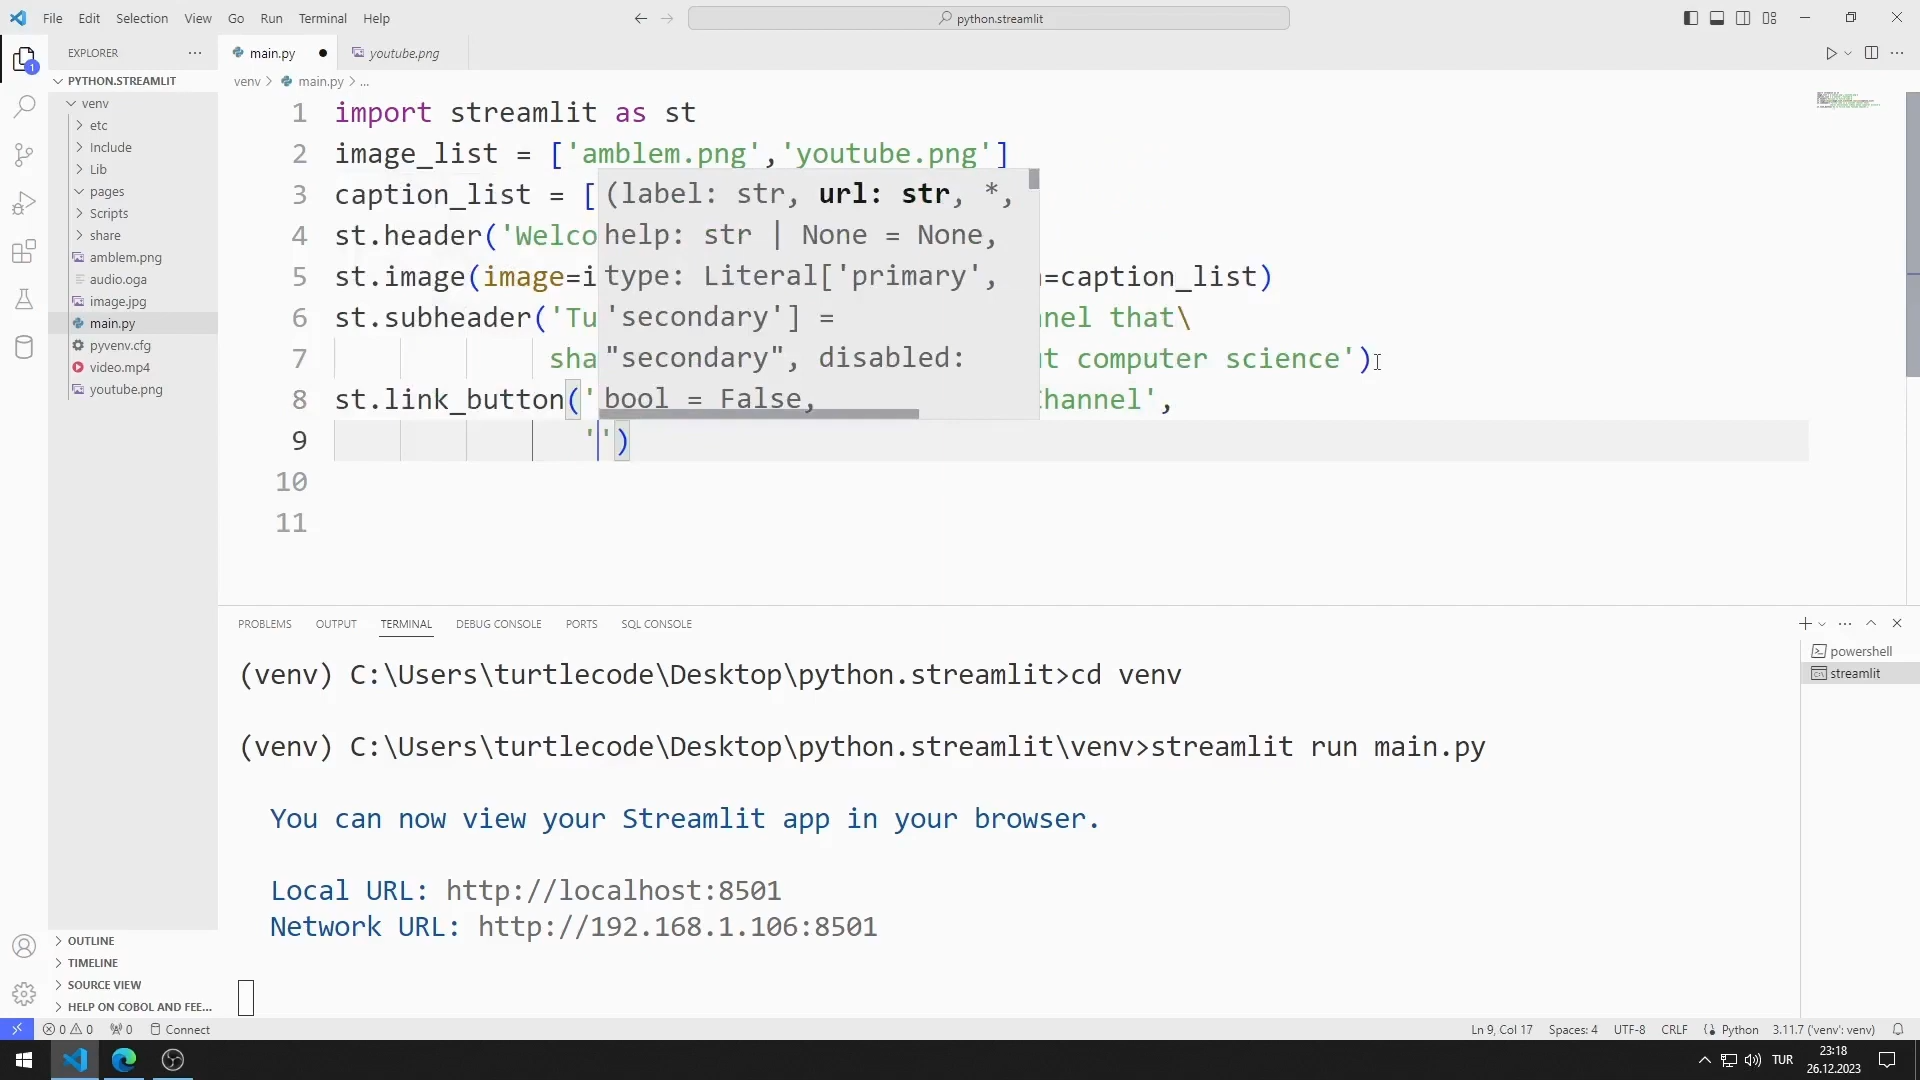 File Edit Selection View Go Run Terminal Help
python.streamlit
EXPLORER
main.py
youtube.png
PYTHON.STREAMLIT
venv > main.py > ...
venv
etc
Include
Lib
pages
Scripts
share
amblem.png
audio.oga
image.jpg
main.py
pyvenv.cfg
video.mp4
youtube.png
1 import streamlit as st
2 image_list = ['amblem.png','youtube.png']
3 caption_list = [
4 st.header('Welco
5 st.image(image=i =caption_list)
6 st.subheader('Tu nnel that\
7 sha t computer science')
8 st.link_button(' hannel',
9 '')
10
11
(label: str, url: str, *,
help: str | None = None,
type: Literal['primary',
'secondary'] =
"secondary", disabled:
bool = False,
PROBLEMS OUTPUT TERMINAL DEBUG CONSOLE PORTS SQL CONSOLE
powershell
streamlit
(venv) C:\Users\turtlecode\Desktop\python.streamlit>cd venv
(venv) C:\Users\turtlecode\Desktop\python.streamlit\venv>streamlit run main.py
You can now view your Streamlit app in your browser.
Local URL: http://localhost:8501
Network URL: http://192.168.1.106:8501
OUTLINE
TIMELINE
SOURCE VIEW
HELP ON COBOL AND FEE...
0 0 0 Connect
Ln 9, Col 17 Spaces: 4 UTF-8 CRLF Python 3.11.7 ('venv': venv)
TUR
23:18
26.12.2023